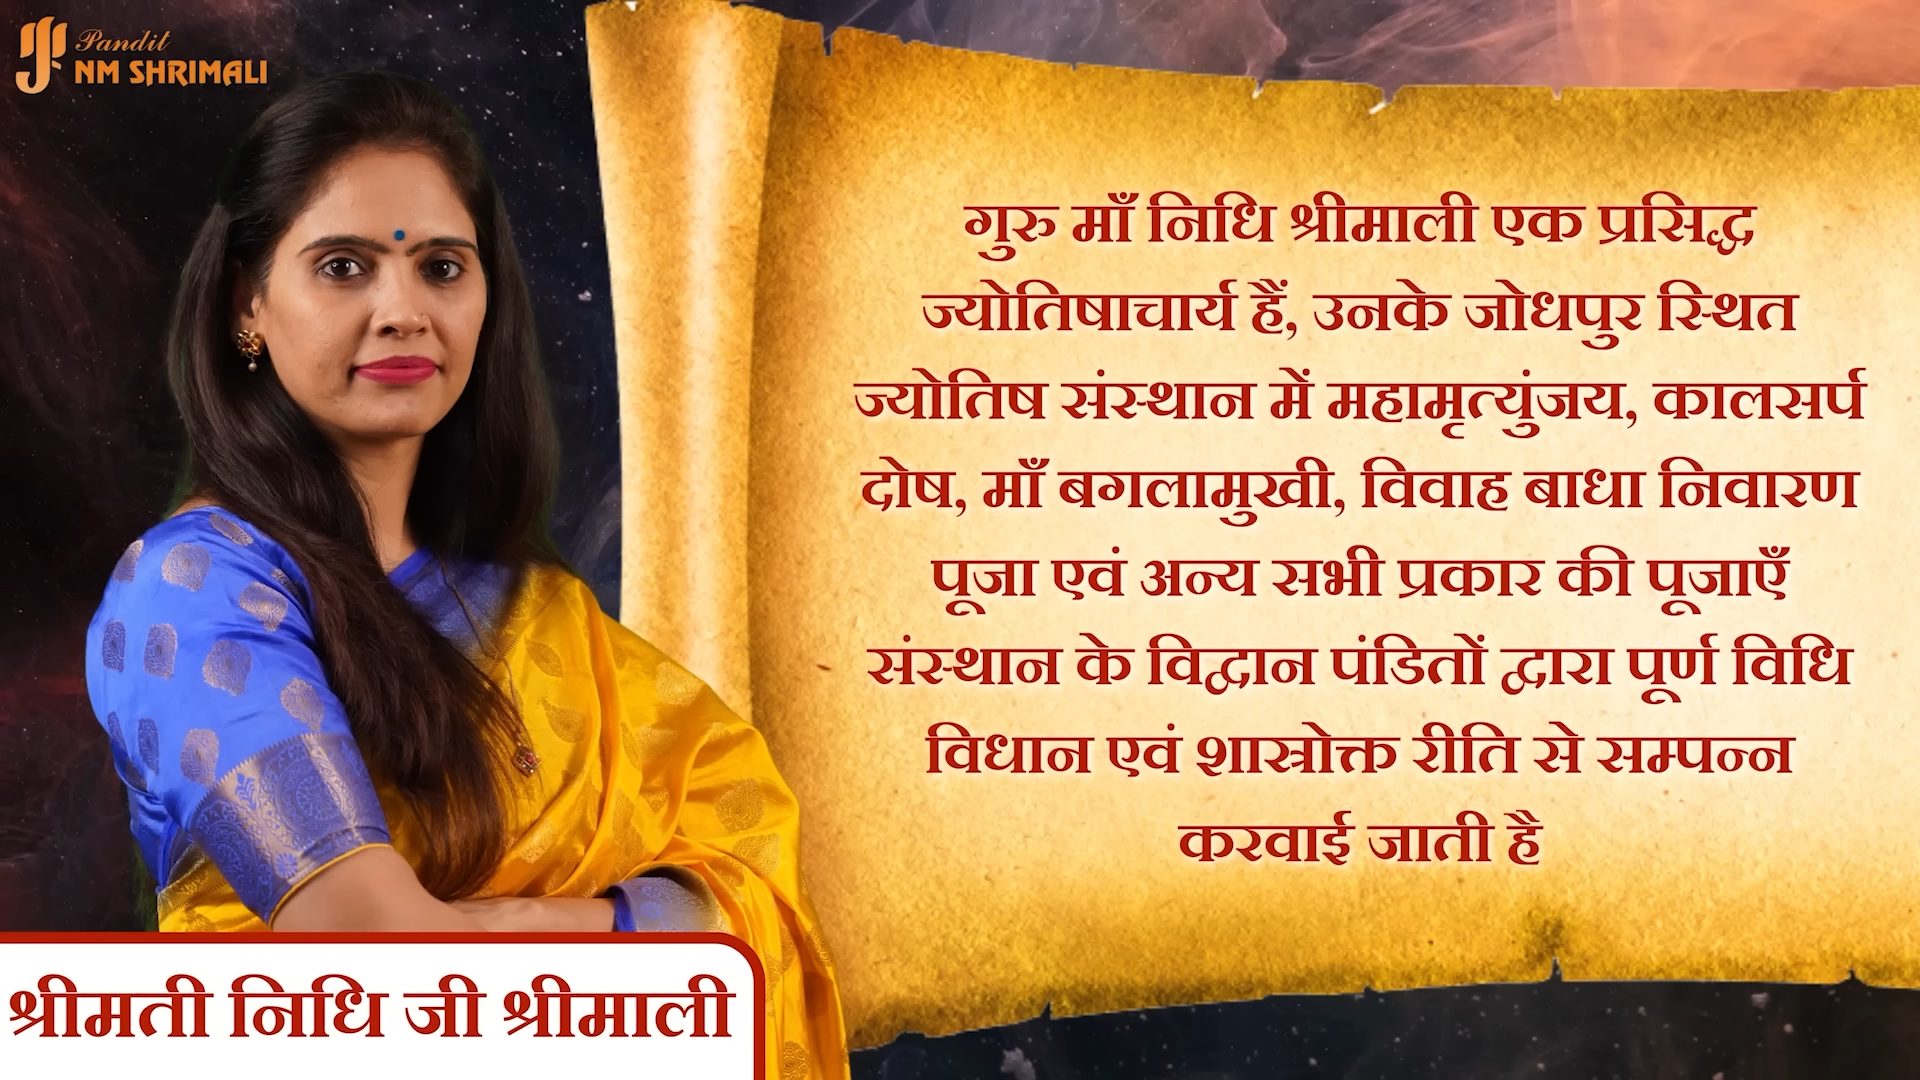 Pandit
NM SHRIMALI
गुरु माँ निधि श्रीमाली एक प्रसिद्ध
ज्योतिषाचार्य हैं, उनके जोधपुर स्थित
ज्योतिष संस्थान में महामृत्युंजय, कालसर्प
दोष, माँ बगलामुखी, विवाह बाधा निवारण
पूजा एवं अन्य सभी प्रकार की पूजाएँ
संस्थान के विद्वान पंडितों द्वारा पूर्ण विधि
विधान एवं शास्त्रोक्त रीति से सम्पन्न
करवाई जाती है
श्रीमती निधि जी श्रीमाली